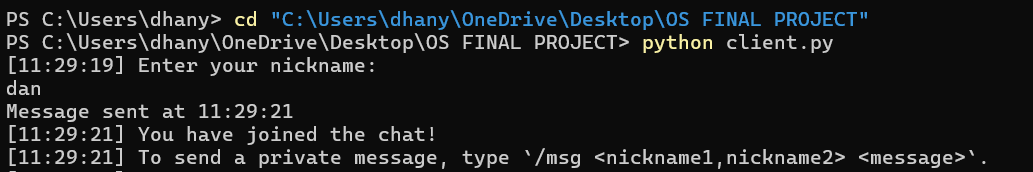 PS C:\Users\dhany> cd "C:\Users\dhany\OneDrive\Desktop\OS FINAL PROJECT"
PS C:\Users\dhany\OneDrive\Desktop\OS FINAL PROJECT> python client.py
[11:29:19] Enter your nickname:
dan
Message sent at 11:29:21
[11:29:21] You have joined the chat!
[11:29:21] To send a private message, type `/msg <nickname1,nickname2> <message>`.